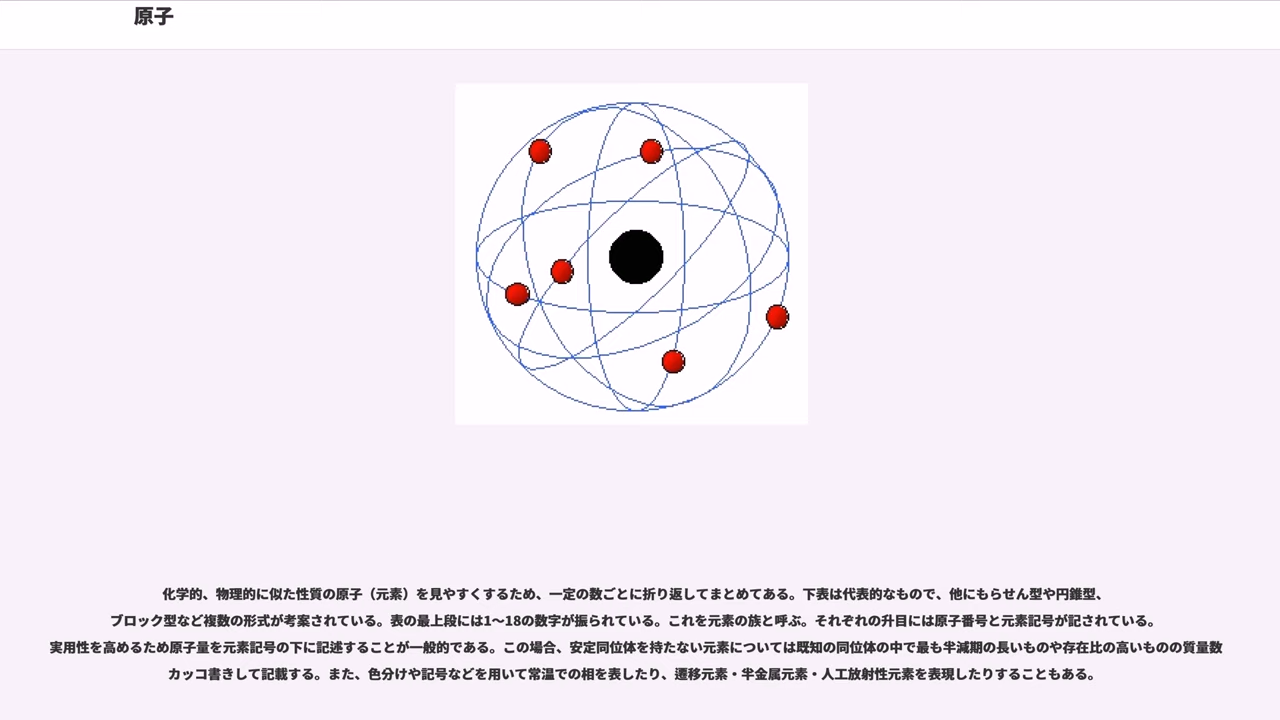 原子
化学的、物理的に似た性質の原子（元素）を見やすくするため、一定の数ごとに折り返してまとめてある。下表は代表的なもので、他にもらせん型や円錐型、
ブロック型など複数の形式が考案されている。表の最上段には1〜18の数字が振られている。これを元素の族と呼ぶ。それぞれの升目には原子番号と元素記号が記されている。
実用性を高めるため原子量を元素記号の下に記述することが一般的である。この場合、安定同位体を持たない元素については既知の同位体の中で最も半減期の長いものや存在比の高いものの質量数
カッコ書きして記載する。また、色分けや記号などを用いて常温での相を表したり、遷移元素・半金属元素・人工放射性元素を表現したりすることもある。